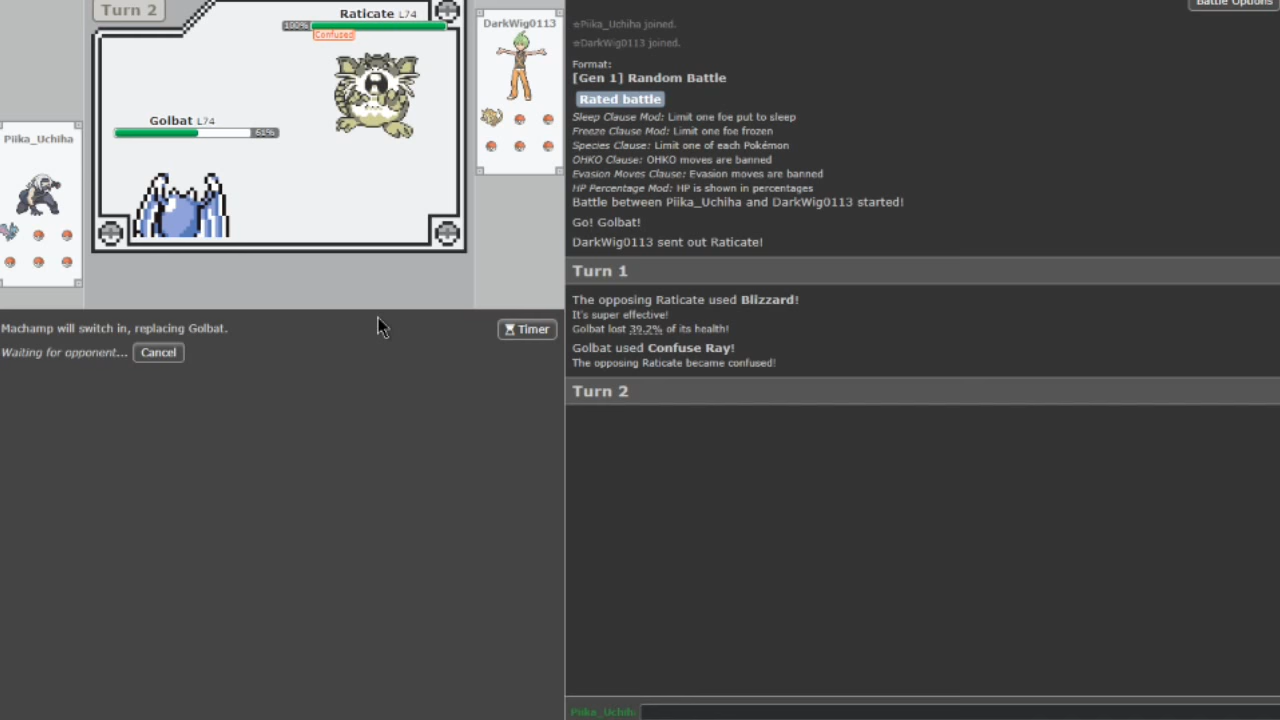 Turn 2
Raticate L74
100%
Confused
Golbat L74
61%
Piika_Uchiha
DarkWig0113
Machamp will switch in, replacing Golbat.
Timer
Waiting for opponent... Cancel
Battle Options
☆Piika_Uchiha joined.
☆DarkWig0113 joined.
Format:
[Gen 1] Random Battle
Rated battle
Sleep Clause Mod: Limit one foe put to sleep
Freeze Clause Mod: Limit one foe frozen
Species Clause: Limit one of each Pokémon
OHKO Clause: OHKO moves are banned
Evasion Moves Clause: Evasion moves are banned
HP Percentage Mod: HP is shown in percentages
Battle between Piika_Uchiha and DarkWig0113 started!
Go! Golbat!
DarkWig0113 sent out Raticate!
Turn 1
The opposing Raticate used Blizzard!
It's super effective!
Golbat lost 39.2% of its health!
Golbat used Confuse Ray!
The opposing Raticate became confused!
Turn 2